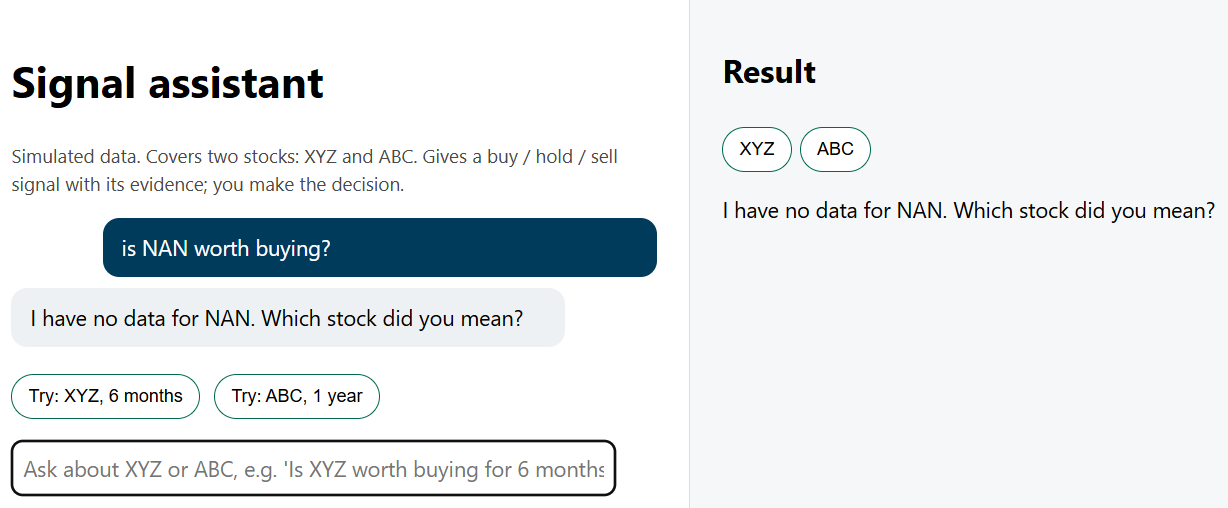 Signal assistant
Simulated data. Covers two stocks: XYZ and ABC. Gives a buy / hold / sell
signal with its evidence; you make the decision.
is NAN worth buying?
I have no data for NAN. Which stock did you mean?
Try: XYZ, 6 months
Try: ABC, 1 year
Ask about XYZ or ABC, e.g. 'Is XYZ worth buying for 6 months
Result
XYZ
ABC
I have no data for NAN. Which stock did you mean?